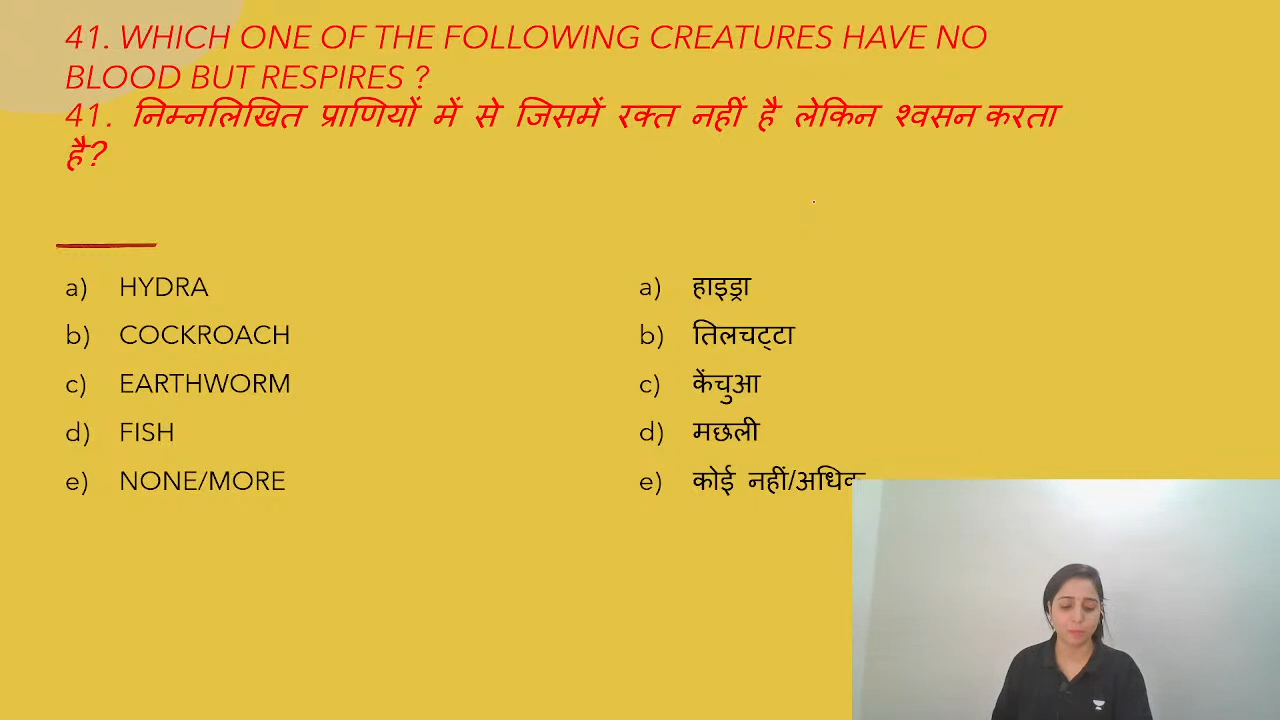 41. WHICH ONE OF THE FOLLOWING CREATURES HAVE NO
BLOOD BUT RESPIRES ?
41. निम्नलिखित प्राणियों में से जिसमें रक्त नहीं है लेकिन श्वसन करता
है?
a) HYDRA
b) COCKROACH
c) EARTHWORM
d) FISH
e) NONE/MORE
a) हाइड्रा
b) तिलचट्टा
c) केंचुआ
d) मछली
e) कोई नहीं/अधिक